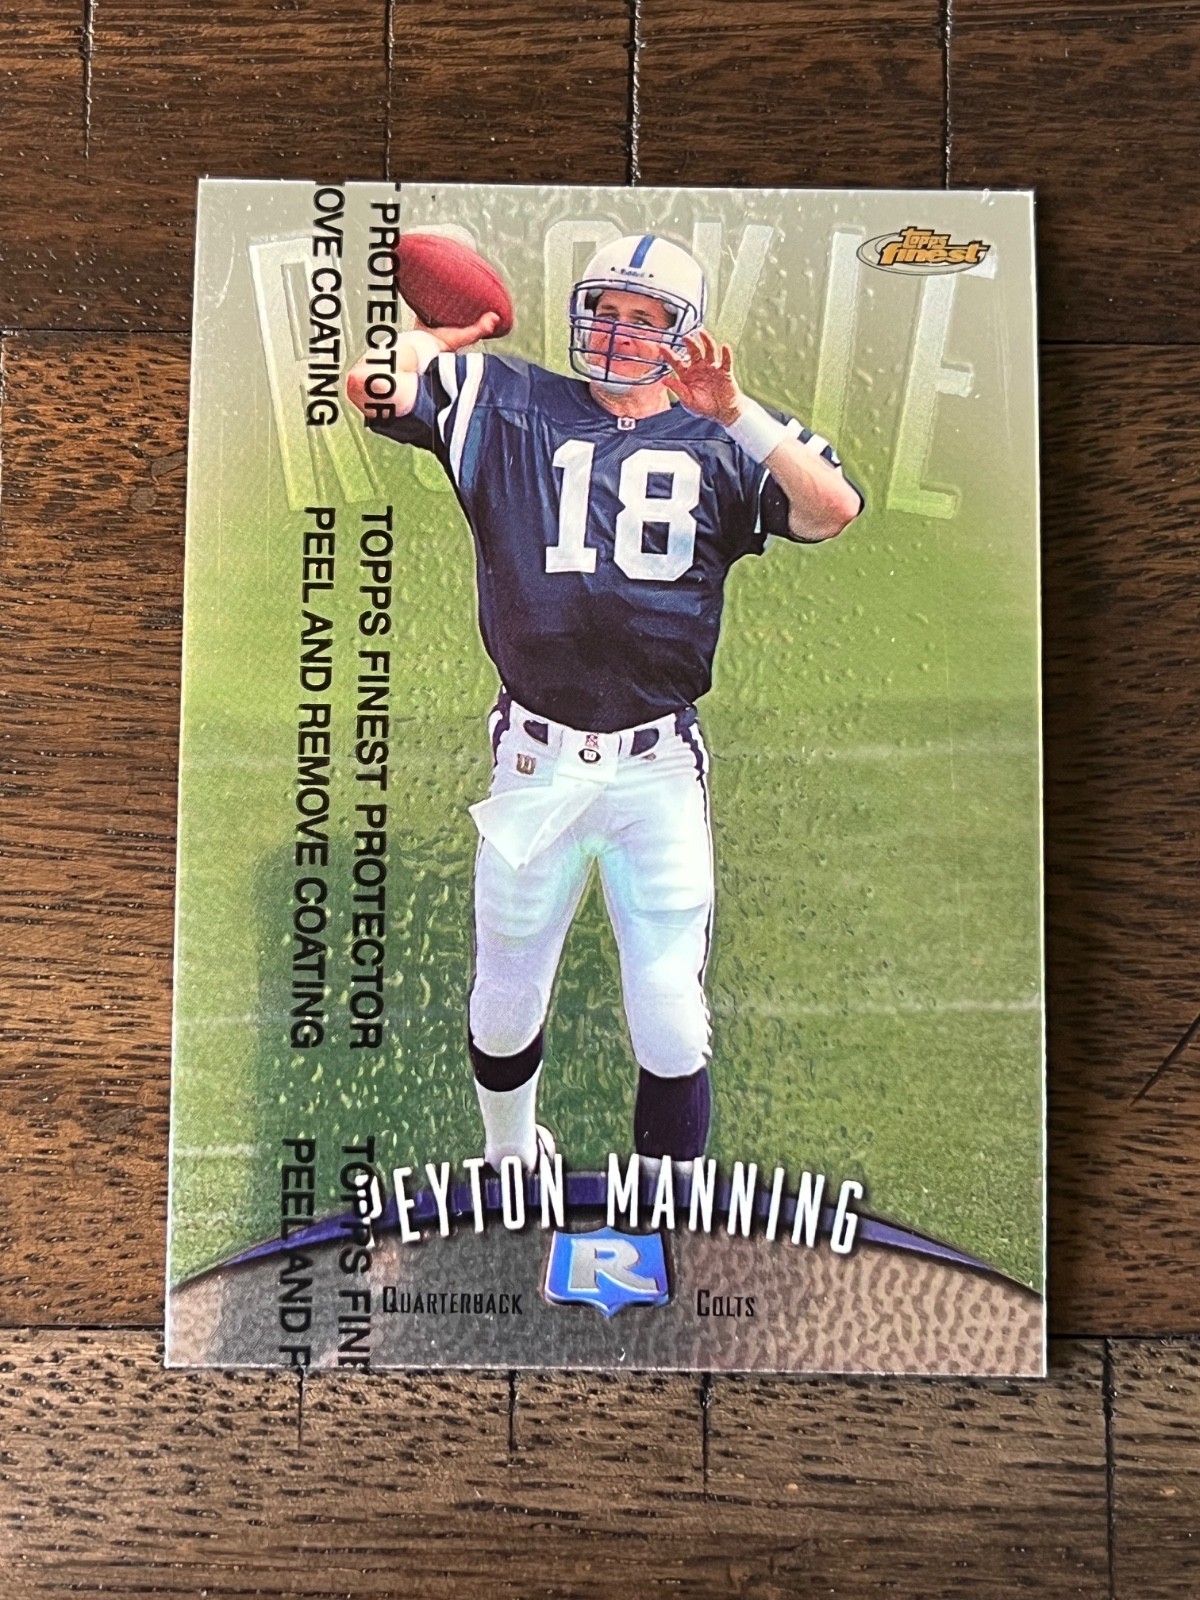 ROOKIE
topps
finest
Riddell
18
T PROTECTOR
OVE COATING
TOPPS FINEST PROTECTOR
PEEL AND REMOVE COATING
TOPPS FINE
PEEL AND R
PEYTON MANNING
R
QUARTERBACK
COLTS